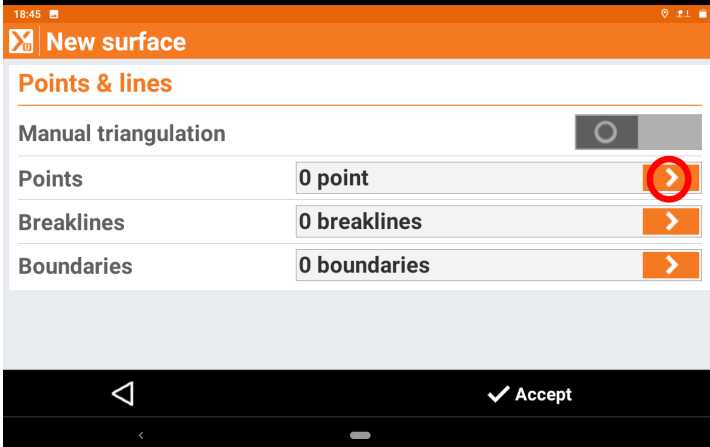 18:45
New surface
Points & lines
Manual triangulation
Points 0 point
Breaklines 0 breaklines
Boundaries 0 boundaries
Accept